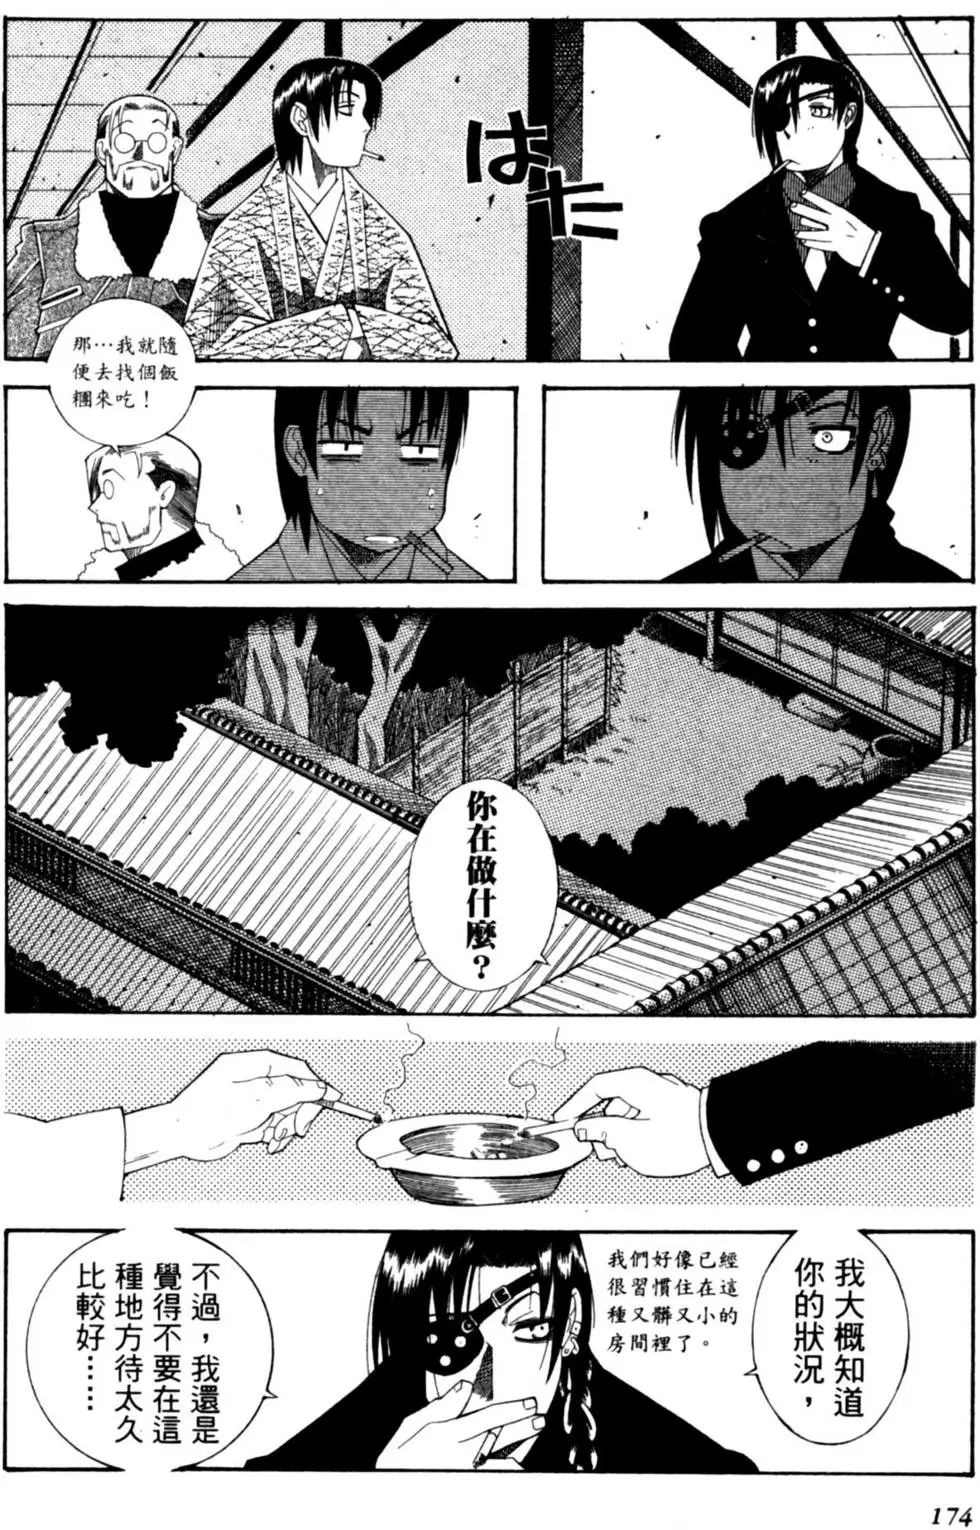 はたっ
那…我就隨
便去找個飯
糰來吃！
你在做什麼？
我大概知道
你的狀況，
我們好像已經
很習慣住在這
種又髒又小的
房間裡了。
不過，我還是
覺得不要在這
種地方待太久
比較好……
174